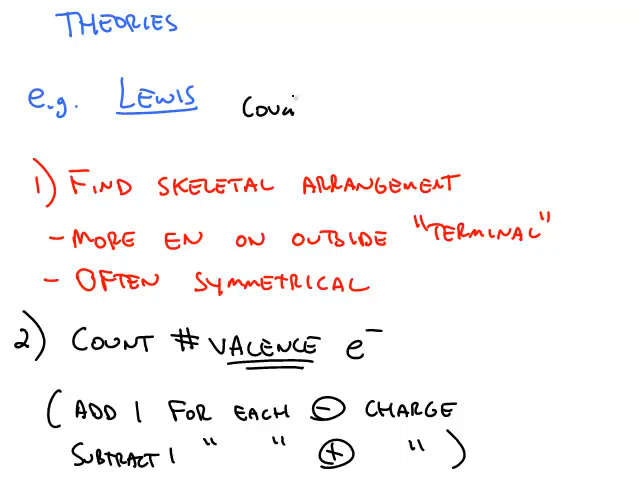 THEORIES
e.g. LEWIS
1) FIND SKELETAL ARRANGEMENT
- MORE EN ON OUTSIDE "TERMINAL"
- OFTEN SYMMETRICAL
2) COUNT # VALENCE e⁻
(ADD 1 FOR EACH ⊖ CHARGE
SUBTRACT 1 " " ⊕ " )